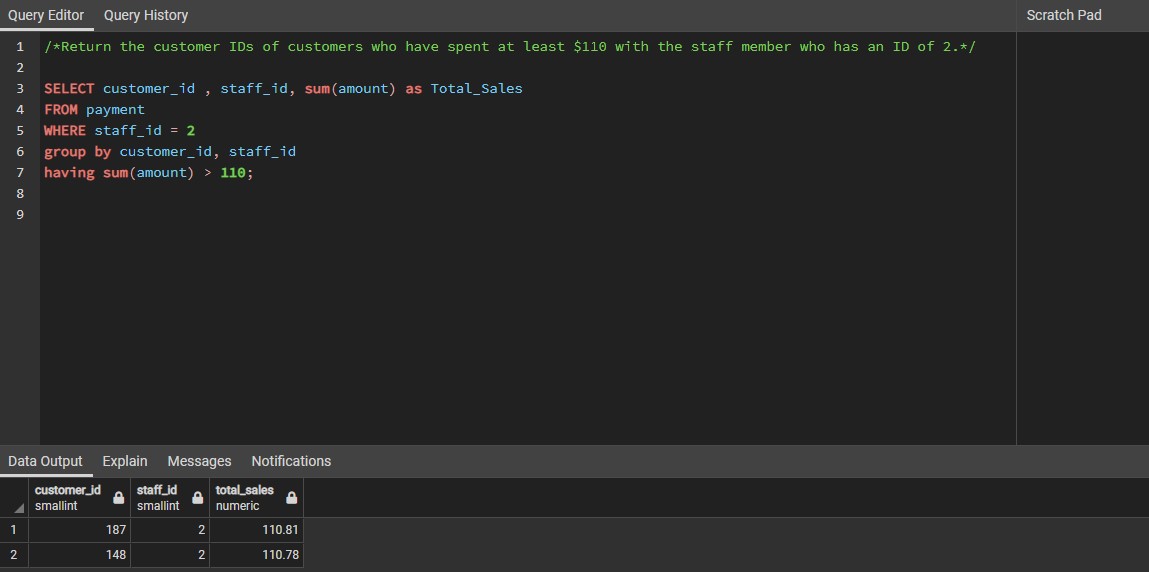 Query Editor Query History Scratch Pad
1 /*Return the customer IDs of customers who have spent at least $110 with the staff member who has an ID of 2.*/
2
3 SELECT customer_id , staff_id, sum(amount) as Total_Sales
4 FROM payment
5 WHERE staff_id = 2
6 group by customer_id, staff_id
7 having sum(amount) > 110;
8
9
Data Output Explain Messages Notifications
customer_id staff_id total_sales
smallint smallint numeric
1 187 2 110.81
2 148 2 110.78